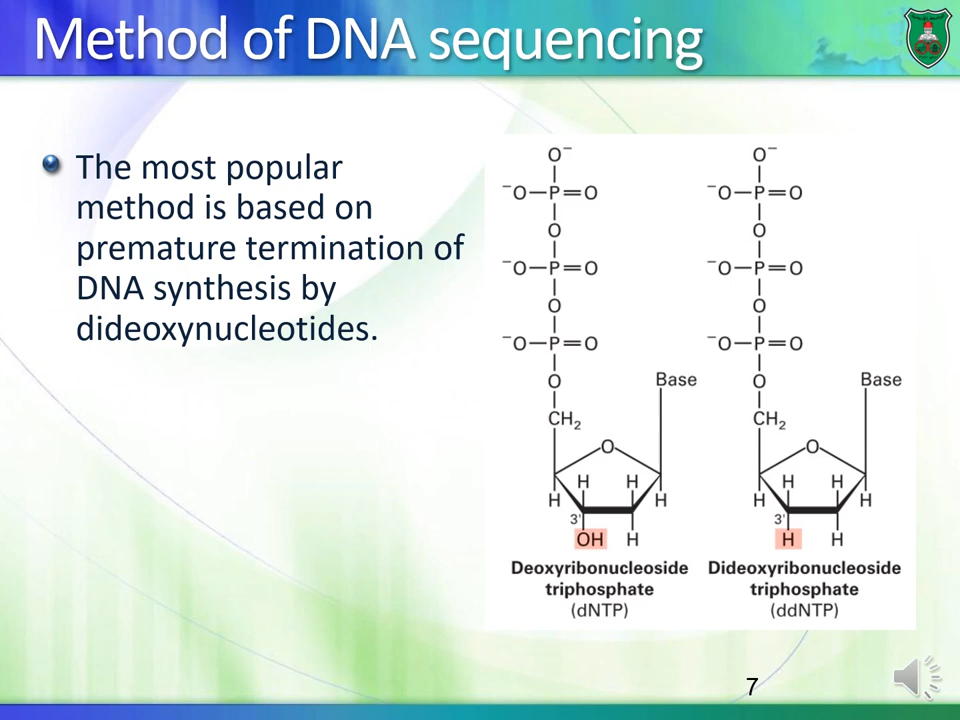 Method of DNA sequencing
The most popular
method is based on
premature termination of
DNA synthesis by
dideoxynucleotides.
O⁻
⁻O—P=O
O
⁻O—P=O
O
⁻O—P=O
O
Base
CH₂
O
H H
H H
3'
OH H
Deoxyribonucleoside
triphosphate
(dNTP)
O⁻
⁻O—P=O
O
⁻O—P=O
O
⁻O—P=O
O
Base
CH₂
O
H H
H H
3'
H H
Dideoxyribonucleoside
triphosphate
(ddNTP)
7